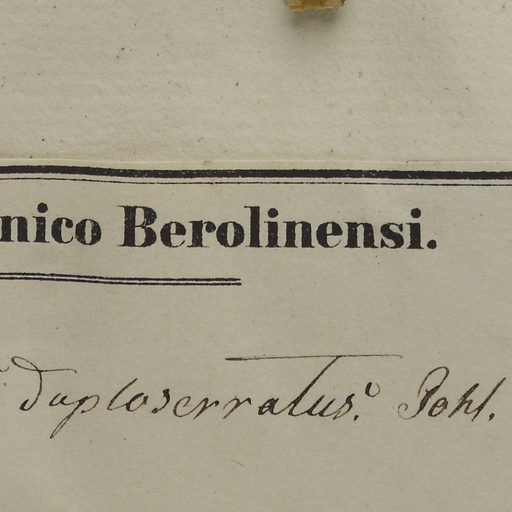 nico Berolinensi.
duploserratus. Pohl.